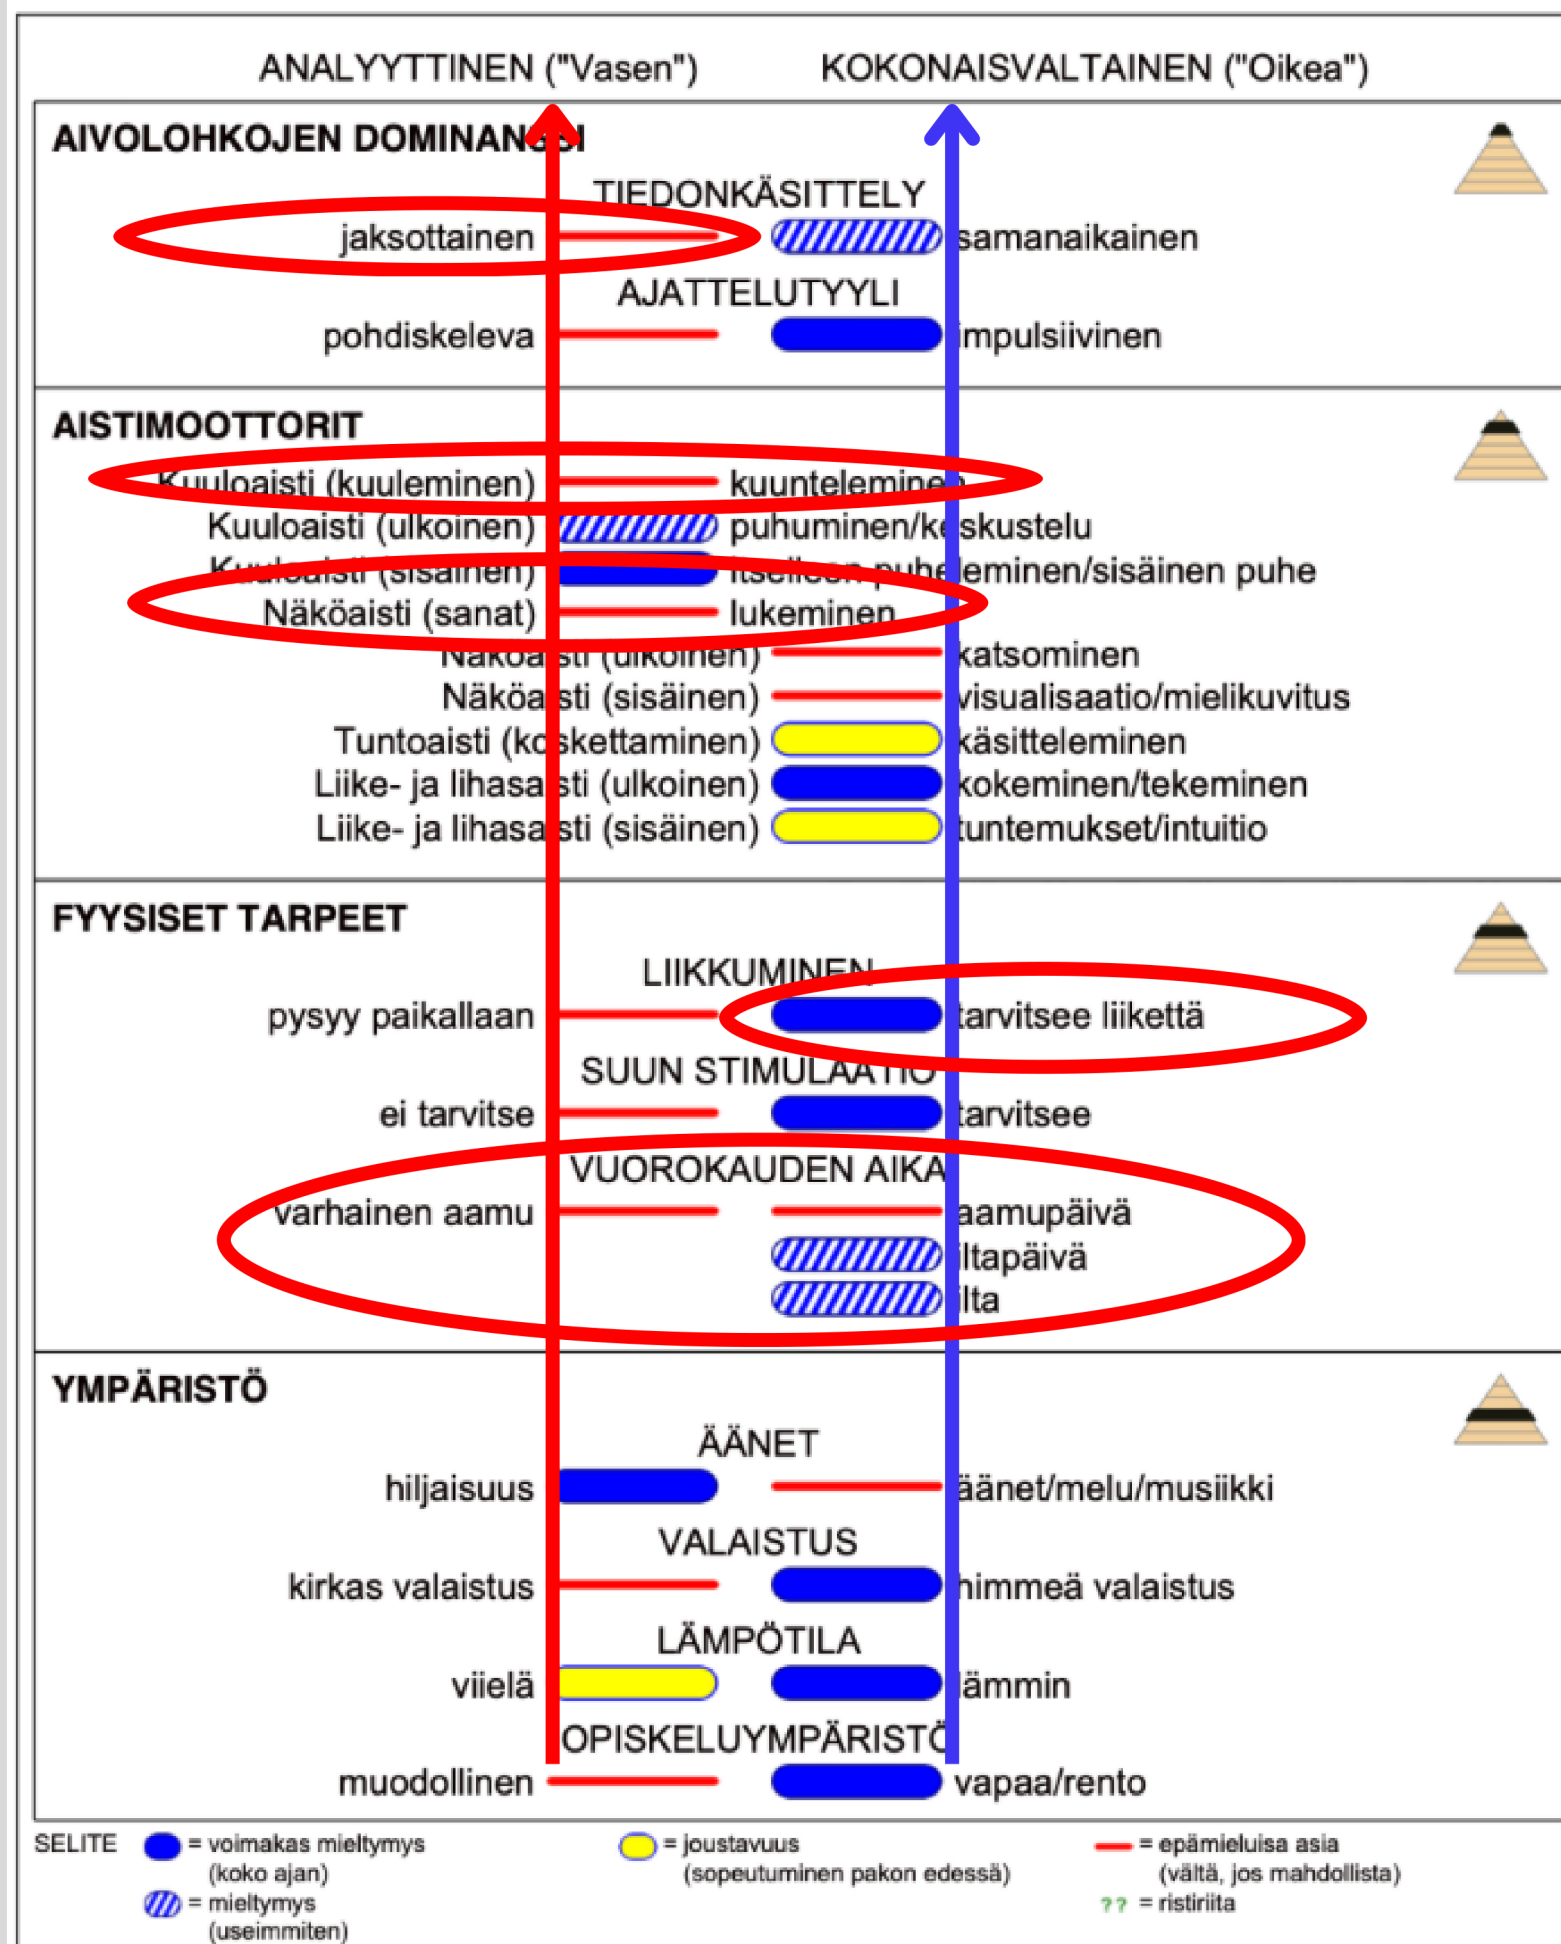 ANALYYTTINEN ("Vasen") KOKONAISVALTAINEN ("Oikea")
AIVOLOHKOJEN DOMINANSSI
TIEDONKÄSITTELY
jaksottainen samanaikainen
AJATTELUTYYLI
pohdiskeleva impulsiivinen
AISTIMOOTTORIT
Kuuloaisti (kuuleminen) kuunteleminen
Kuuloaisti (ulkoinen) puhuminen/keskustelu
Kuuloaisti (sisäinen) itselleen puheleminen/sisäinen puhe
Näköaisti (sanat) lukeminen
Näköaisti (ulkoinen) katsominen
Näköaisti (sisäinen) visualisaatio/mielikuvitus
Tuntoaisti (koskettaminen) käsitteleminen
Liike- ja lihasaisti (ulkoinen) kokeminen/tekeminen
Liike- ja lihasaisti (sisäinen) tuntemukset/intuitio
FYYSISET TARPEET
LIIKKUMINEN
pysyy paikallaan tarvitsee liikettä
SUUN STIMULAATIO
ei tarvitse tarvitsee
VUOROKAUDEN AIKA
varhainen aamu aamupäivä
iltapäivä
ilta
YMPÄRISTÖ
ÄÄNET
hiljaisuus äänet/melu/musiikki
VALAISTUS
kirkas valaistus himmeä valaistus
LÄMPÖTILA
viielä lämmin
OPISKELUYMPÄRISTÖ
muodollinen vapaa/rento
SELITE = voimakas mieltymys = joustavuus = epämieluisa asia
(koko ajan) (sopeutuminen pakon edessä) (vältä, jos mahdollista)
= mieltymys ?? = ristiriita
(useimmiten)